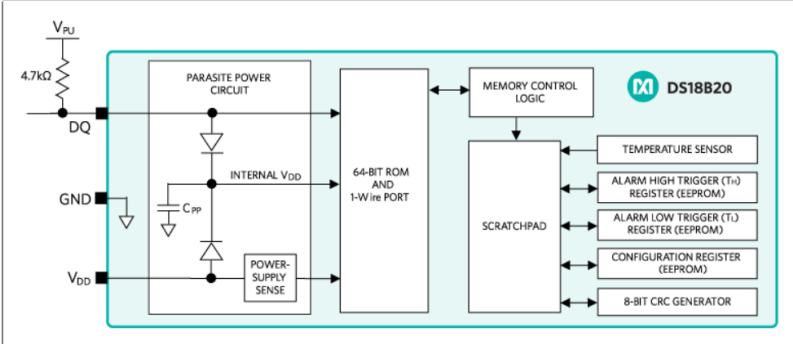 VPU
4.7kΩ
DQ
GND
VDD
PARASITE POWER
CIRCUIT
INTERNAL VDD
CPP
POWER-
SUPPLY
SENSE
64-BIT ROM
AND
1-Wire PORT
MEMORY CONTROL
LOGIC
DS18B20
SCRATCHPAD
TEMPERATURE SENSOR
ALARM HIGH TRIGGER (TH)
REGISTER (EEPROM)
ALARM LOW TRIGGER (TL)
REGISTER (EEPROM)
CONFIGURATION REGISTER
(EEPROM)
8-BIT CRC GENERATOR